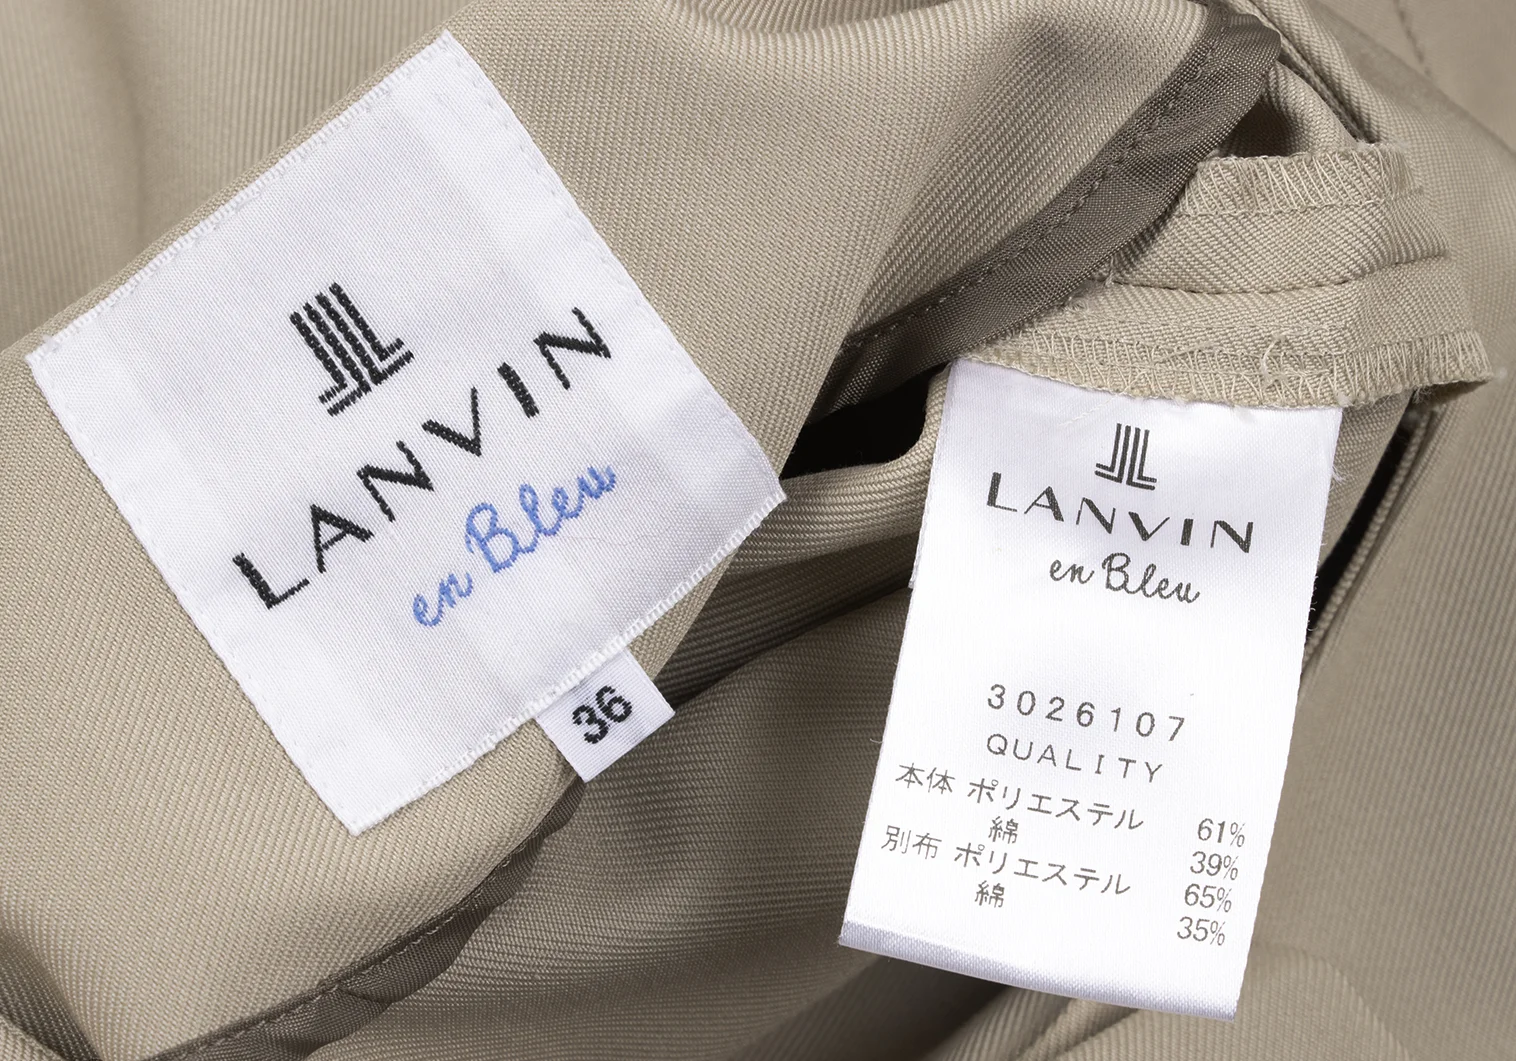 LANVIN
en Bleu
36
LANVIN
en Bleu
3026107
QUALITY
本体 ポリエステル 61%
綿 39%
別布 ポリエステル 65%
綿 35%